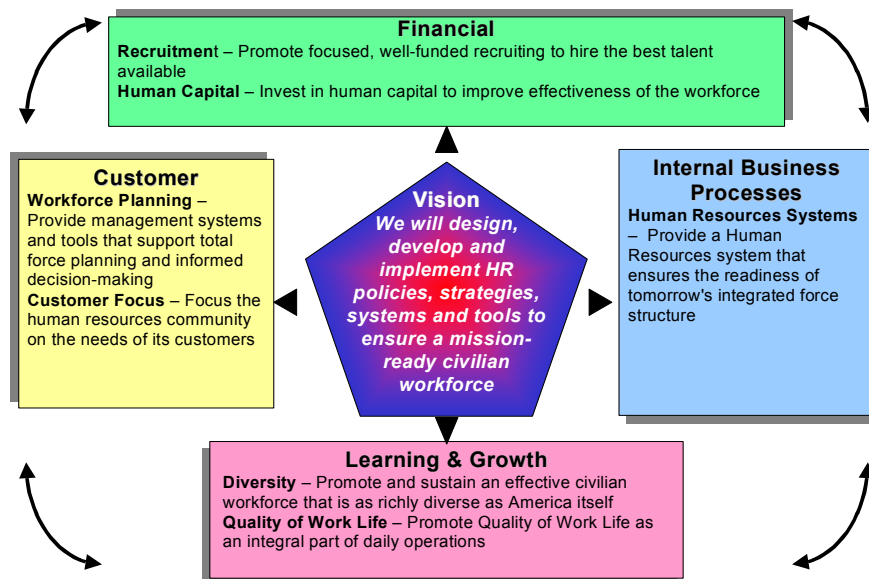 Financial
Recruitment – Promote focused, well-funded recruiting to hire the best talent
available
Human Capital – Invest in human capital to improve effectiveness of the workforce
Customer
Workforce Planning –
Provide management systems
and tools that support total
force planning and informed
decision-making
Customer Focus – Focus the
human resources community
on the needs of its customers
Vision
We will design,
develop and
implement HR
policies, strategies,
systems and tools to
ensure a mission-
ready civilian
workforce
Internal Business
Processes
Human Resources Systems
– Provide a Human
Resources system that
ensures the readiness of
tomorrow's integrated force
structure
Learning & Growth
Diversity – Promote and sustain an effective civilian
workforce that is as richly diverse as America itself
Quality of Work Life – Promote Quality of Work Life as
an integral part of daily operations